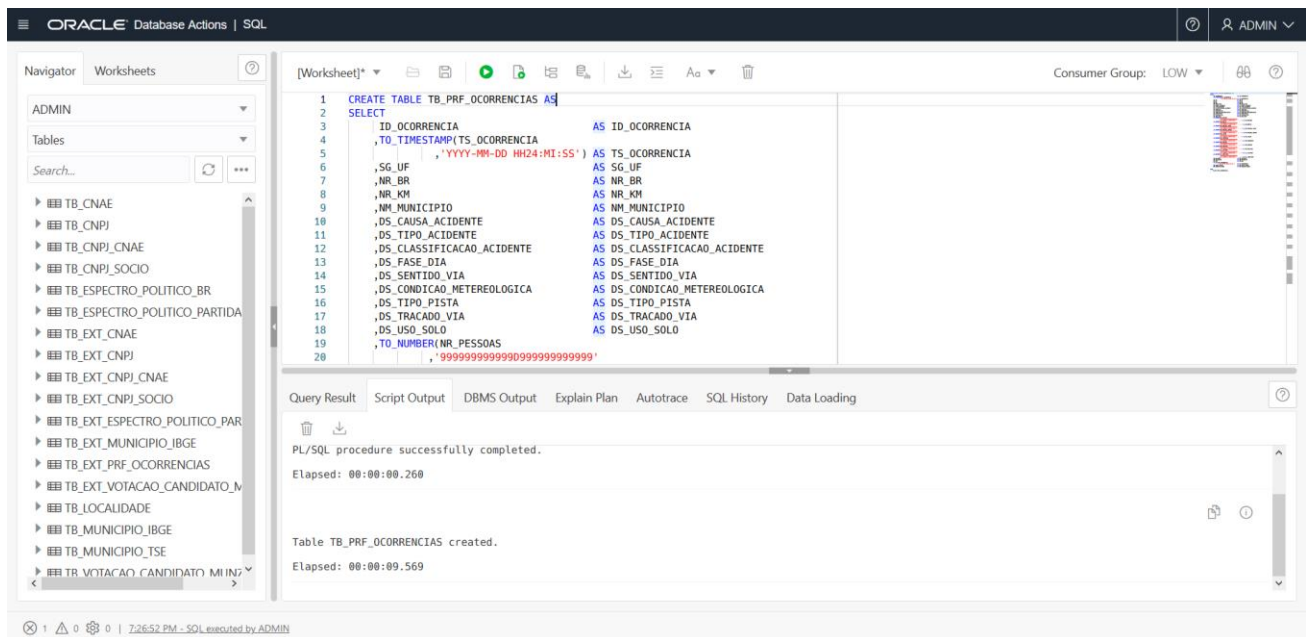 ORACLE Database Actions | SQL
ADMIN
Navigator Worksheets
ADMIN
Tables
Search...
TB_CNAE
TB_CNPJ
TB_CNPJ_CNAE
TB_CNPJ_SOCIO
TB_ESPECTRO_POLITICO_BR
TB_ESPECTRO_POLITICO_PARTIDA
TB_EXT_CNAE
TB_EXT_CNPJ
TB_EXT_CNPJ_CNAE
TB_EXT_CNPJ_SOCIO
TB_EXT_ESPECTRO_POLITICO_PAR
TB_EXT_MUNICIPIO_IBGE
TB_EXT_PRF_OCORRENCIAS
TB_EXT_VOTACAO_CANDIDATO_M
TB_LOCALIDADE
TB_MUNICIPIO_IBGE
TB_MUNICIPIO_TSE
TB_VOTACAO_CANDIDATO_MUNZ
[Worksheet]* Aa Consumer Group: LOW
1 CREATE TABLE TB_PRF_OCORRENCIAS AS
2 SELECT
3 ID_OCORRENCIA AS ID_OCORRENCIA
4 ,TO_TIMESTAMP(TS_OCORRENCIA
5 ,'YYYY-MM-DD HH24:MI:SS') AS TS_OCORRENCIA
6 ,SG_UF AS SG_UF
7 ,NR_BR AS NR_BR
8 ,NR_KM AS NR_KM
9 ,NM_MUNICIPIO AS NM_MUNICIPIO
10 ,DS_CAUSA_ACIDENTE AS DS_CAUSA_ACIDENTE
11 ,DS_TIPO_ACIDENTE AS DS_TIPO_ACIDENTE
12 ,DS_CLASSIFICACAO_ACIDENTE AS DS_CLASSIFICACAO_ACIDENTE
13 ,DS_FASE_DIA AS DS_FASE_DIA
14 ,DS_SENTIDO_VIA AS DS_SENTIDO_VIA
15 ,DS_CONDICAO_METEREOLOGICA AS DS_CONDICAO_METEREOLOGICA
16 ,DS_TIPO_PISTA AS DS_TIPO_PISTA
17 ,DS_TRACADO_VIA AS DS_TRACADO_VIA
18 ,DS_USO_SOLO AS DS_USO_SOLO
19 ,TO_NUMBER(NR_PESSOAS
20 ,'999999999999D999999999999'
Query Result Script Output DBMS Output Explain Plan Autotrace SQL History Data Loading
PL/SQL procedure successfully completed.
Elapsed: 00:00:00.260
Table TB_PRF_OCORRENCIAS created.
Elapsed: 00:00:09.569
1 0 0 | 7:26:52 PM - SQL executed by ADMIN